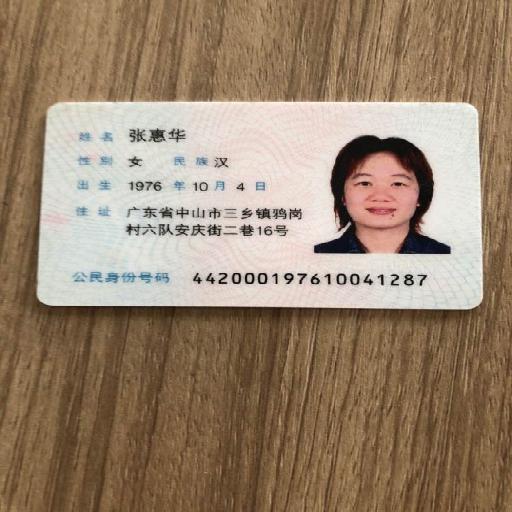 姓名 张惠华
性别 女 民族 汉
出生 1976 年 10 月 4 日
住址 广东省中山市三乡镇鸦岗
村六队安庆街二巷16号
公民身份号码 442000197610041287